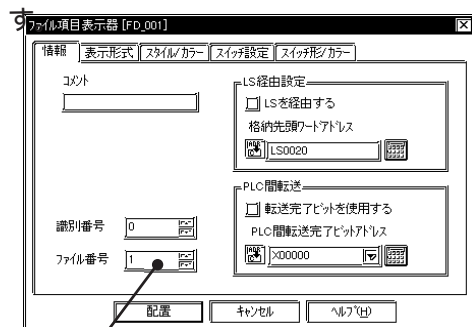 す
ファイル項目表示器 [FD_001]
情報 表示形式 スタイル/カラー スイッチ設定 スイッチ形/カラー
コメント
LS経由設定
LSを経由する
格納先頭ワードアドレス
LS0020
PLC間転送
転送完了ビットを使用する
PLC間転送完了ビットアドレス
X00000
識別番号 0
ファイル番号 1
配置 キャンセル ヘルプ(H)